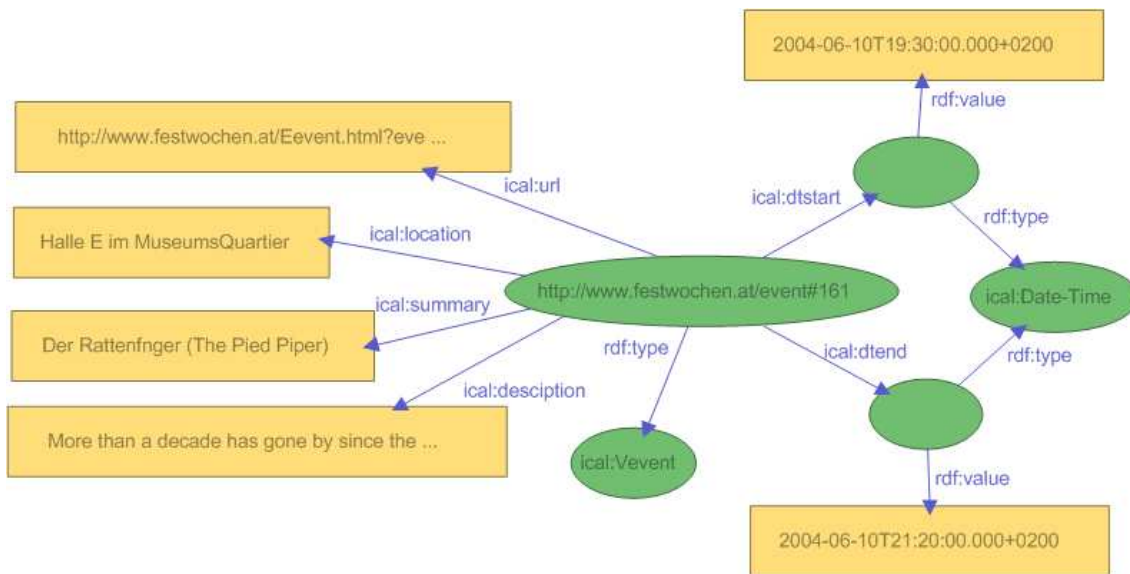 2004-06-10T19:30:00.000+0200
rdf:value
http://www.festwochen.at/Eevent.html?eve ...
ical:url
ical:dtstart
rdf:type
Halle E im MuseumsQuartier
ical:location
http://www.festwochen.at/event#161
ical:Date-Time
ical:summary
Der Rattenfnger (The Pied Piper)
rdf:type
ical:dtend
rdf:type
ical:desciption
More than a decade has gone by since the ...
ical:Vevent
rdf:value
2004-06-10T21:20:00.000+0200